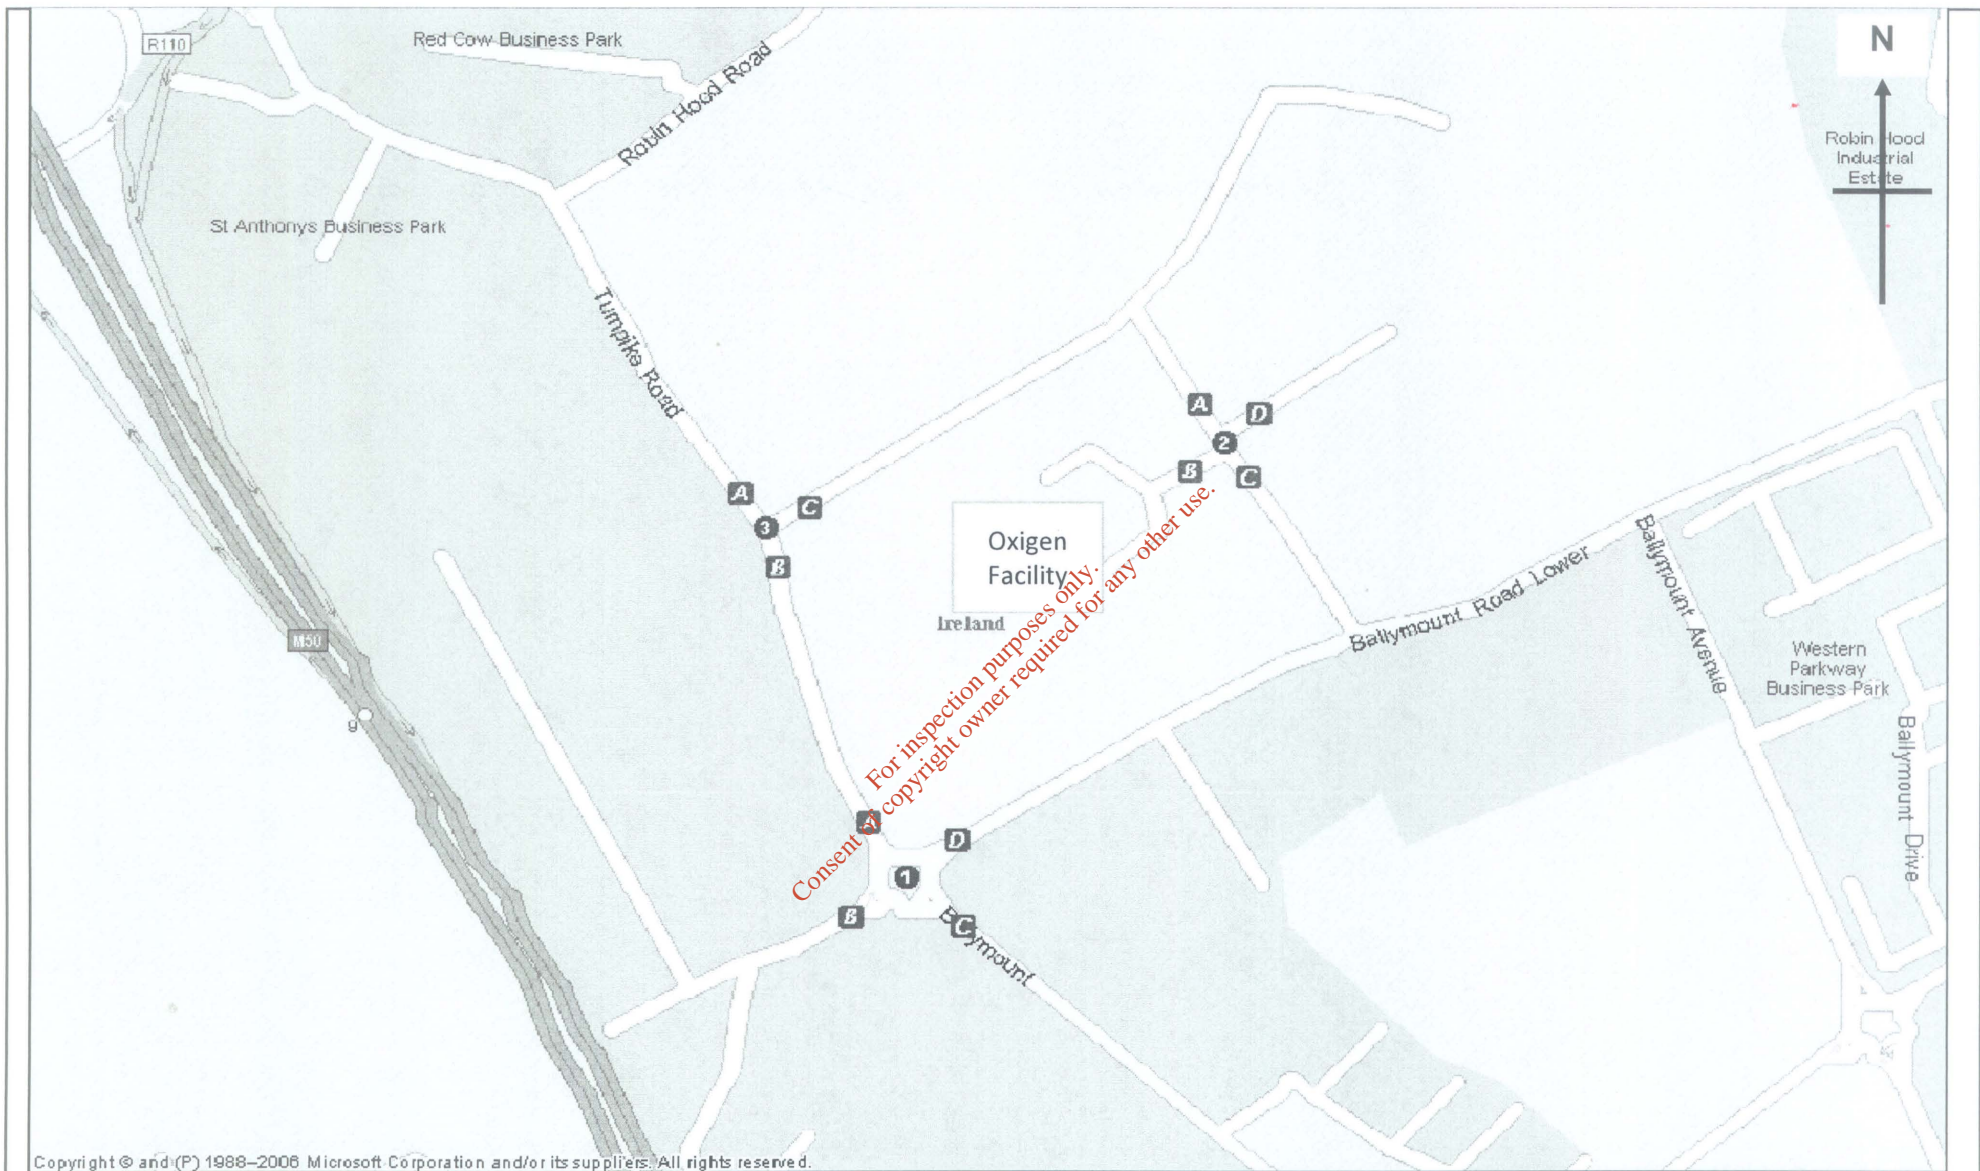 R110
Red Cow Business Park
Robin Hood Road
N
Robin Hood
Industrial
Estate
St Anthonys Business Park
Turnpike Road
A
D
2
B
C
A
C
3
B
Oxigen
Facility
Ireland
For inspection purposes only.
Consent of copyright owner required for any other use.
Ballymount Road Lower
Ballymount Avenue
Western
Parkway
Business Park
Ballymount Drive
M50
9
A
D
1
B
C
Ballymount
Copyright © and (P) 1988–2006 Microsoft Corporation and/or its suppliers. All rights reserved.